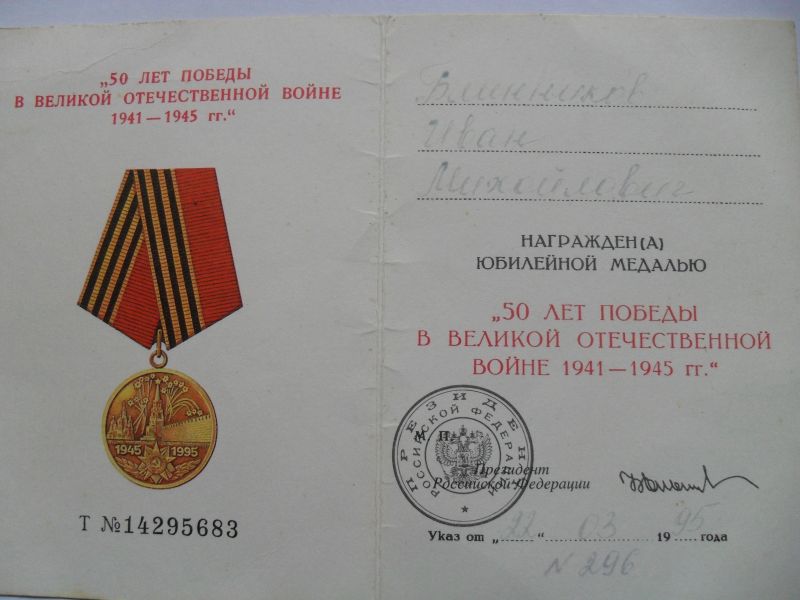 „50 ЛЕТ ПОБЕДЫ
В ВЕЛИКОЙ ОТЕЧЕСТВЕННОЙ ВОЙНЕ
1941—1945 гг.“
1945 1995
Т №14295683
Блинников
Иван
Михайлович
НАГРАЖДЕН(А)
ЮБИЛЕЙНОЙ МЕДАЛЬЮ
„50 ЛЕТ ПОБЕДЫ
В ВЕЛИКОЙ ОТЕЧЕСТВЕННОЙ
ВОЙНЕ 1941—1945 гг.“
ПРЕЗИДЕНТ
РОССИЙСКОЙ ФЕДЕРАЦИИ
М. П.
Президент
Российской Федерации
Указ от „22“ 03 1995 года
N 296